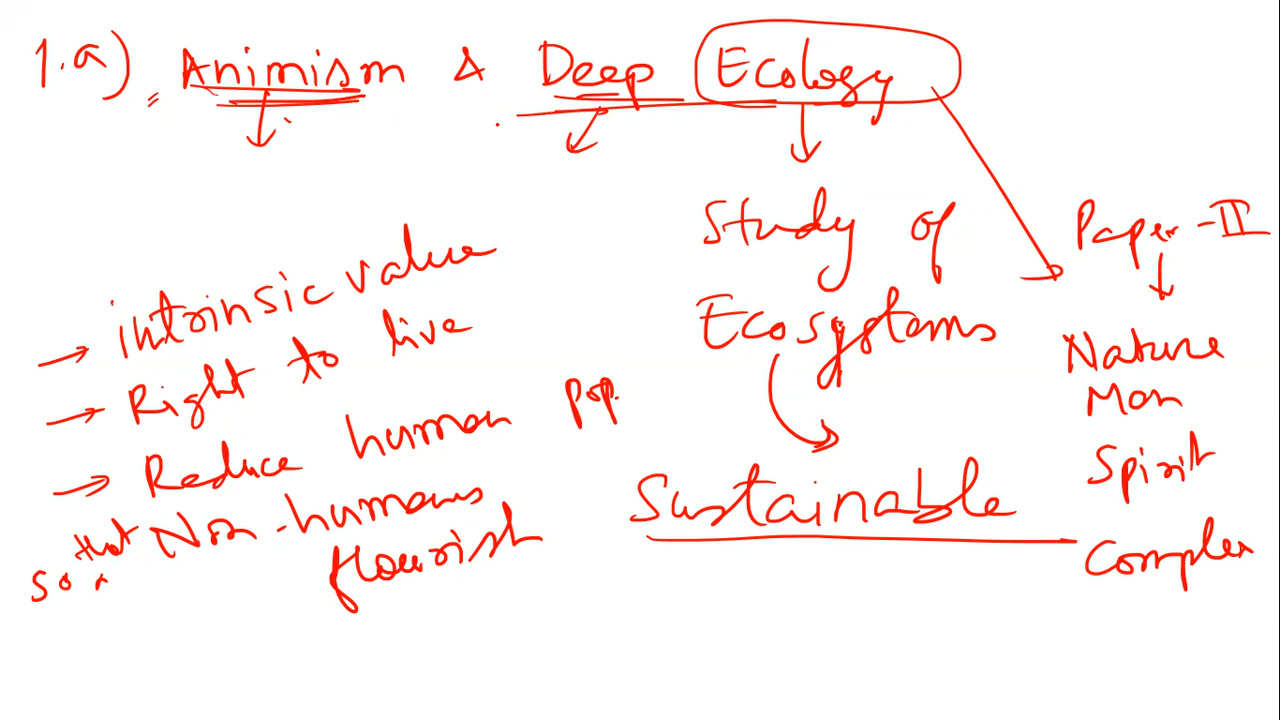 1.a) Animism & Deep Ecology
Study of
Ecosystems
Sustainable
Paper-II
Nature
Man
Spirit
Complex
→ intrinsic value
→ Right to live
→ Reduce human pop.
so that Non-humans
flourish